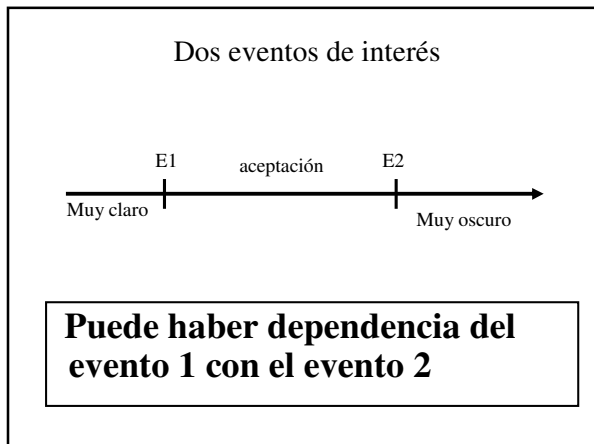 Dos eventos de interés
E1 aceptación E2
Muy claro Muy oscuro
Puede haber dependencia del
evento 1 con el evento 2